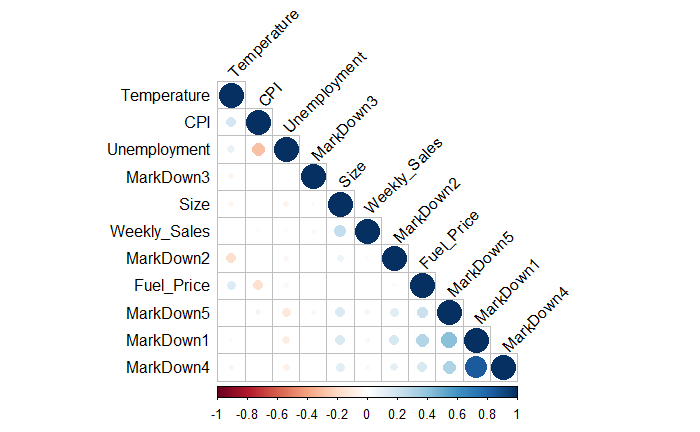 Temperature
CPI
Unemployment
MarkDown3
Size
Weekly_Sales
MarkDown2
Fuel_Price
MarkDown5
MarkDown1
MarkDown4
Temperature
CPI
Unemployment
MarkDown3
Size
Weekly_Sales
MarkDown2
Fuel_Price
MarkDown5
MarkDown1
MarkDown4
-1 -0.8 -0.6 -0.4 -0.2 0 0.2 0.4 0.6 0.8 1